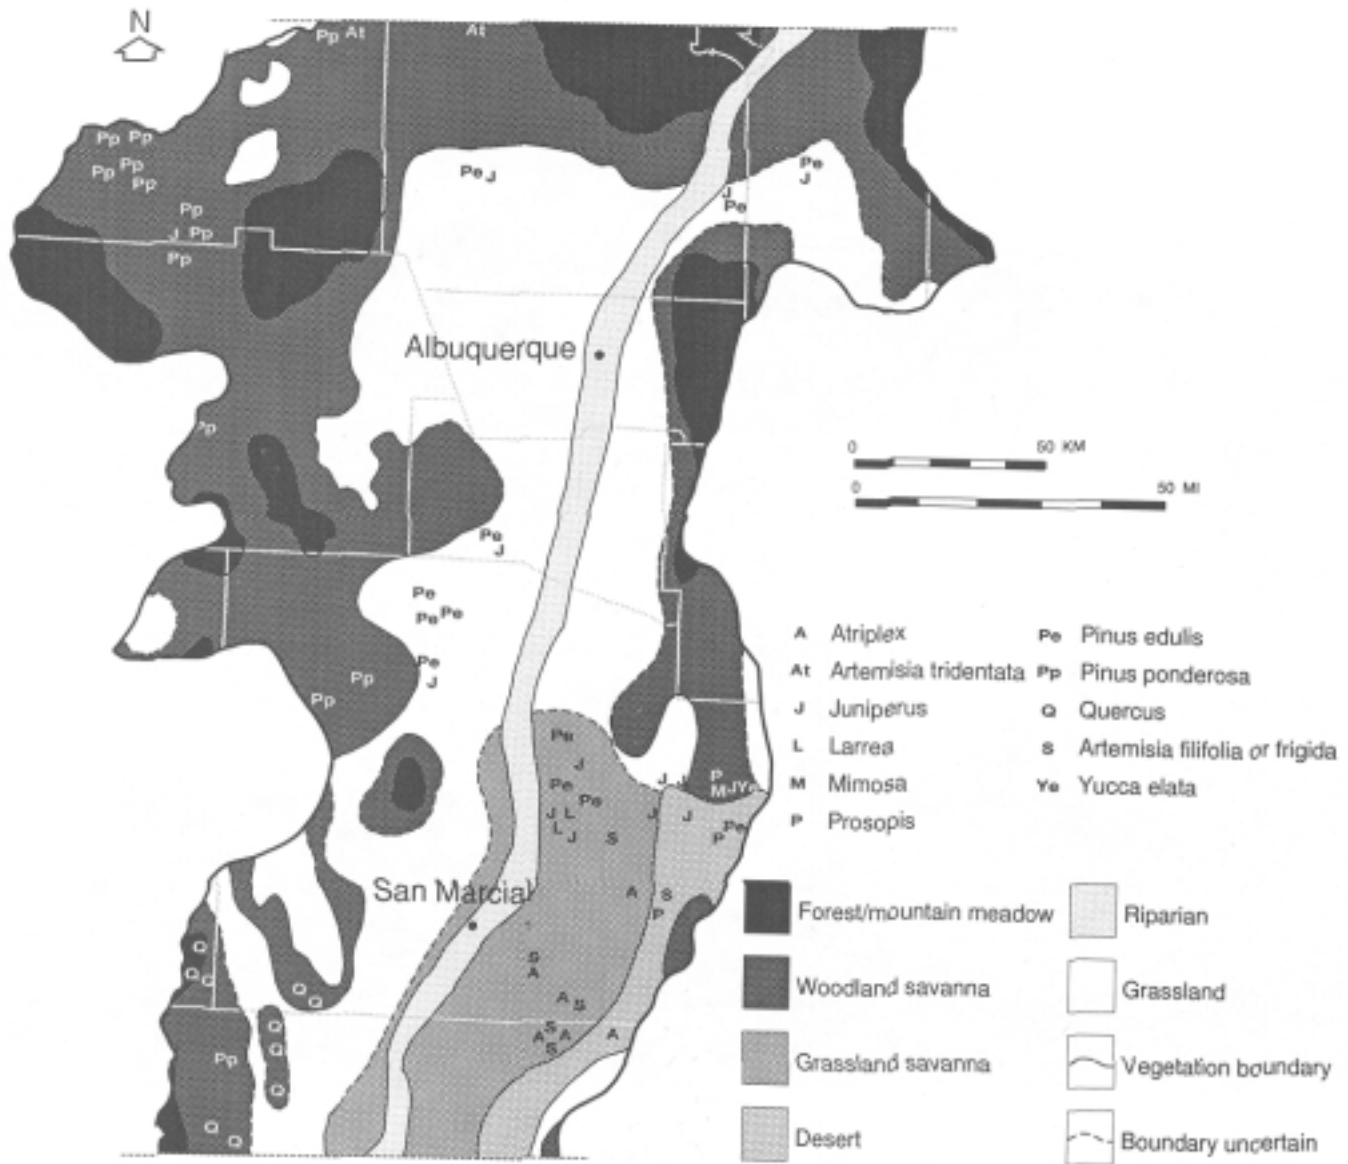 N
Pp At At
Pp Pp
Pp Pp
Pp
Pe J
Pe
J
Pp
J Pp
Pp
J
Pe
Albuquerque
0 50 KM
0 50 MI
Pp
Pe
J
Pe
Pe Pe
Pe
J
Pp
Pp
A Atriplex
At Artemisia tridentata
J Juniperus
L Larrea
M Mimosa
P Prosopis
Pe Pinus edulis
Pp Pinus ponderosa
Q Quercus
S Artemisia filifolia or frigida
Ye Yucca elata
Pe
J
Pe
Pe
J L
L
J
S
J J
P
M J Ye
J J
Pe
P
San Marcial
A S
P
S
A
A S
S
A A
S
A
Q
Q Q
Q
Q
Q
Q
Pp
Q
Q
Q
Forest/mountain meadow
Woodland savanna
Grassland savanna
Desert
Riparian
Grassland
Vegetation boundary
Boundary uncertain